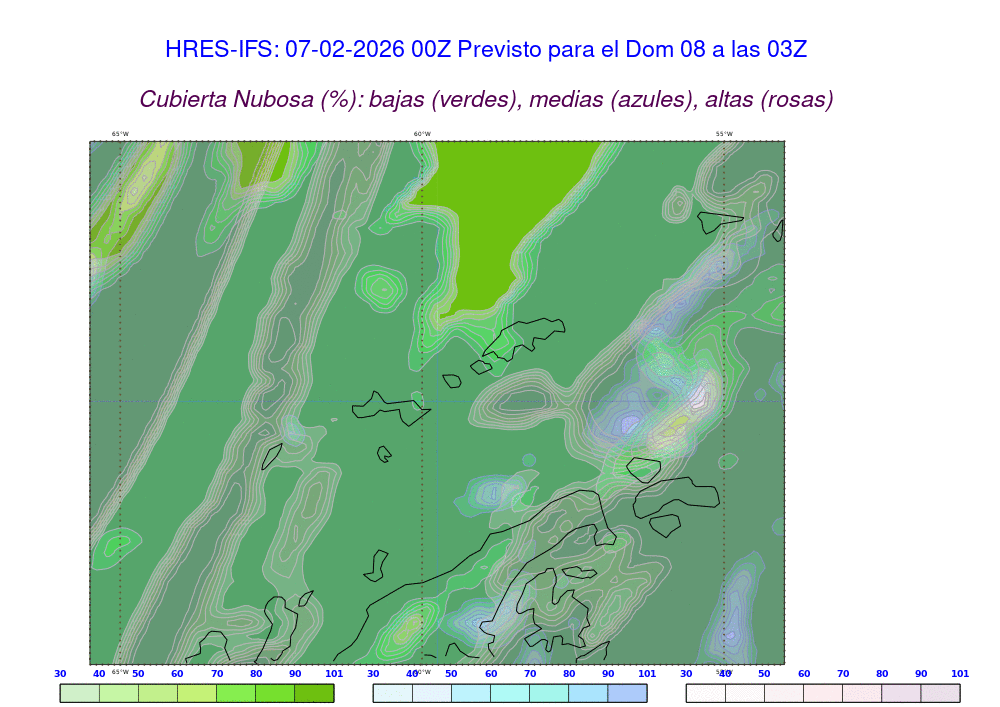 HRES-IFS: 07-02-2026 00Z Previsto para el Dom 08 a las 03Z
Cubierta Nubosa (%): bajas (verdes), medias (azules), altas (rosas)
65°W 60°W 55°W
30 40 50 60 70 80 90 101 30 40 50 60 70 80 90 101 30 40 50 60 70 80 90 101
65°W